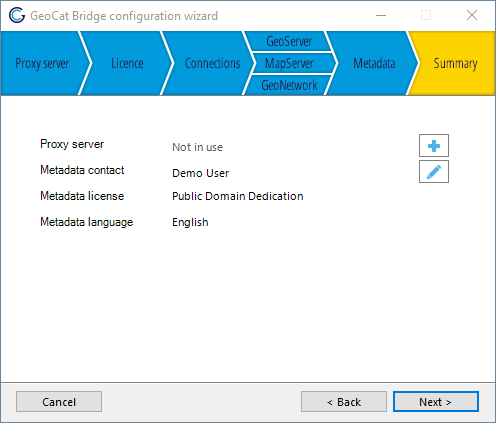 GeoCat Bridge configuration wizard
Proxy server
Licence
Connections
GeoServer
MapServer
GeoNetwork
Metadata
Summary
Proxy server Not in use
Metadata contact Demo User
Metadata license Public Domain Dedication
Metadata language English
Cancel < Back Next >